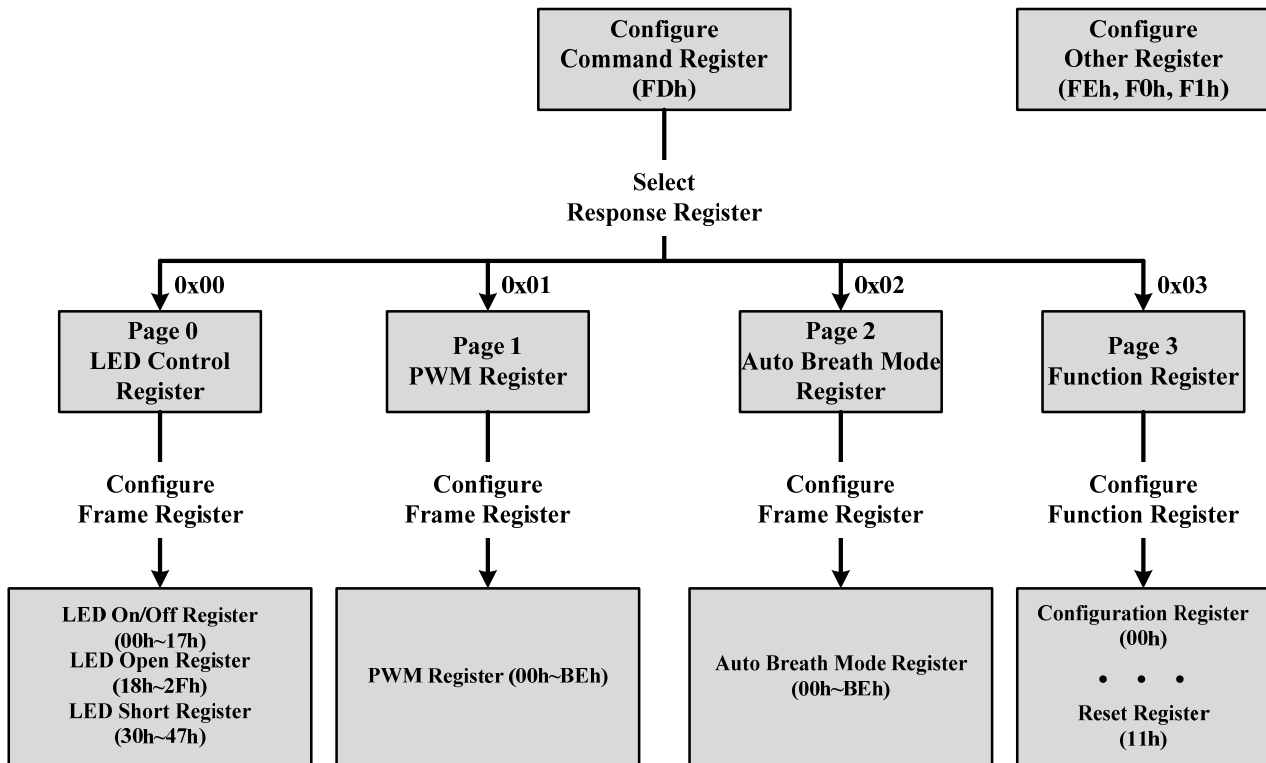 Configure
Command Register
(FDh)
Configure
Other Register
(FEh, F0h, F1h)
Select
Response Register
0x00
0x01
0x02
0x03
Page 0
LED Control
Register
Page 1
PWM Register
Page 2
Auto Breath Mode
Register
Page 3
Function Register
Configure
Frame Register
Configure
Frame Register
Configure
Frame Register
Configure
Function Register
LED On/Off Register
(00h~17h)
LED Open Register
(18h~2Fh)
LED Short Register
(30h~47h)
PWM Register (00h~BEh)
Auto Breath Mode Register
(00h~BEh)
Configuration Register
(00h)
• • •
Reset Register
(11h)